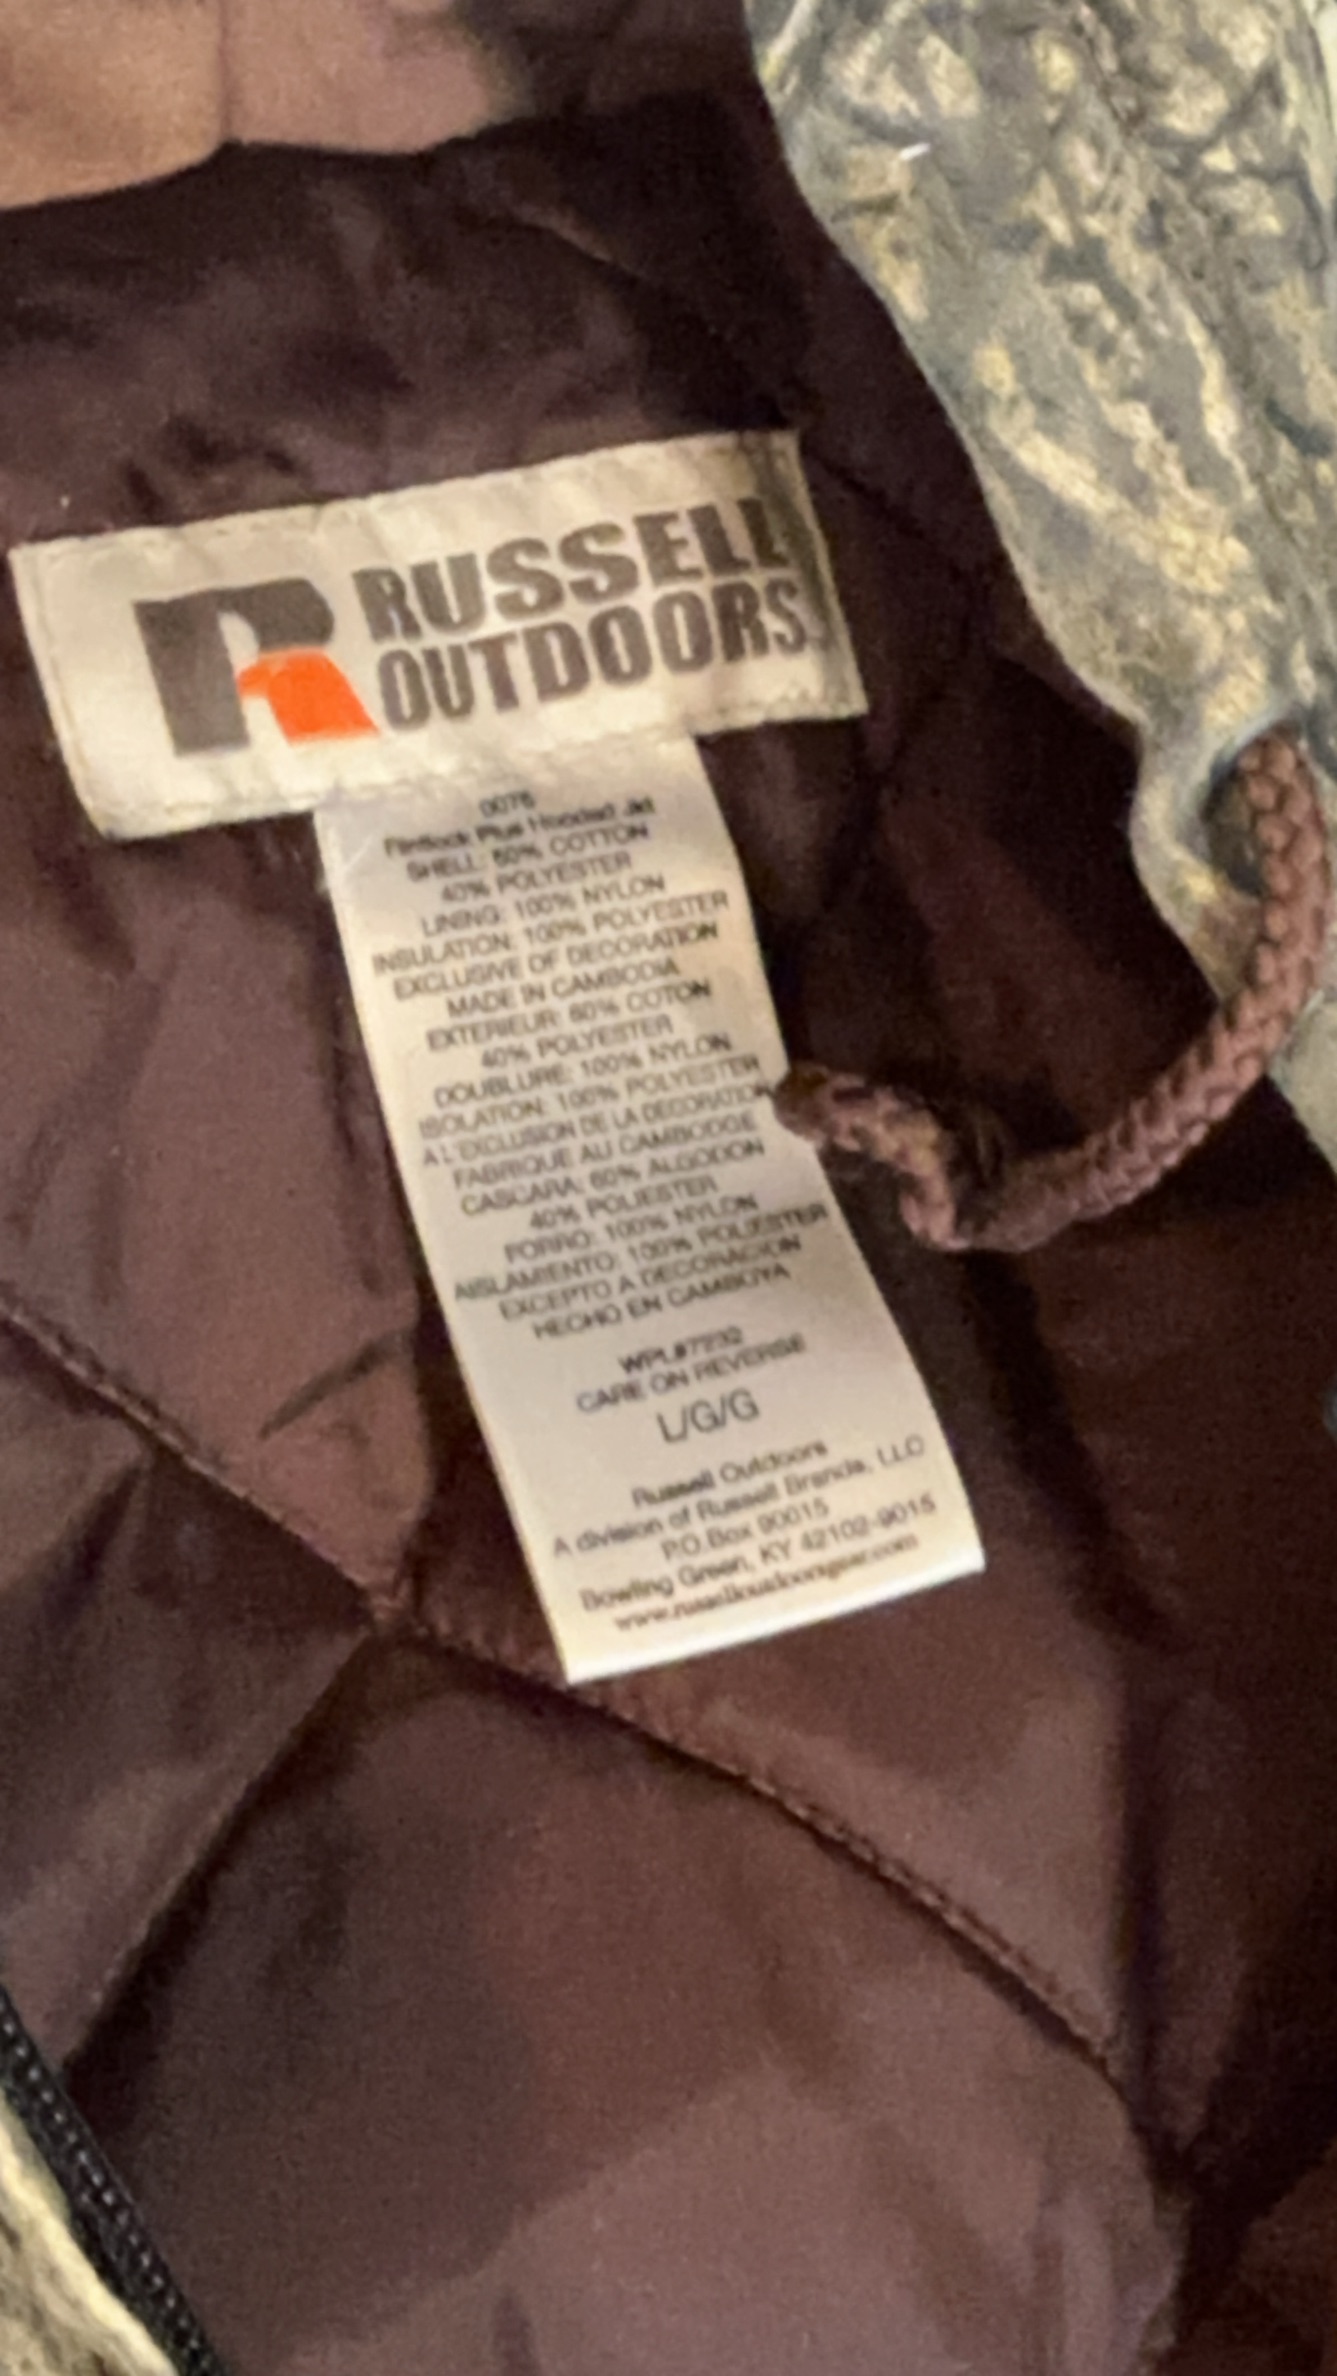 RUSSELL
OUTDOORS
0076
Flintlock Plus Hooded Jkt
SHELL: 60% COTTON
40% POLYESTER
LINING: 100% NYLON
INSULATION: 100% POLYESTER
EXCLUSIVE OF DECORATION
MADE IN CAMBODIA
EXTERIEUR: 60% COTON
40% POLYESTER
DOUBLURE: 100% NYLON
ISOLATION: 100% POLYESTER
A L'EXCLUSION DE LA DECORATION
FABRIQUE AU CAMBODGE
CASCARA: 60% ALGODON
40% POLIESTER
FORRO: 100% NYLON
AISLAMIENTO: 100% POLIESTER
EXCEPTO A DECORACION
HECHO EN CAMBOYA
WPL#7232
CARE ON REVERSE
L/G/G
Russell Outdoors
A division of Russell Brands, LLC
P.O. Box 90015
Bowling Green, KY 42102-9015